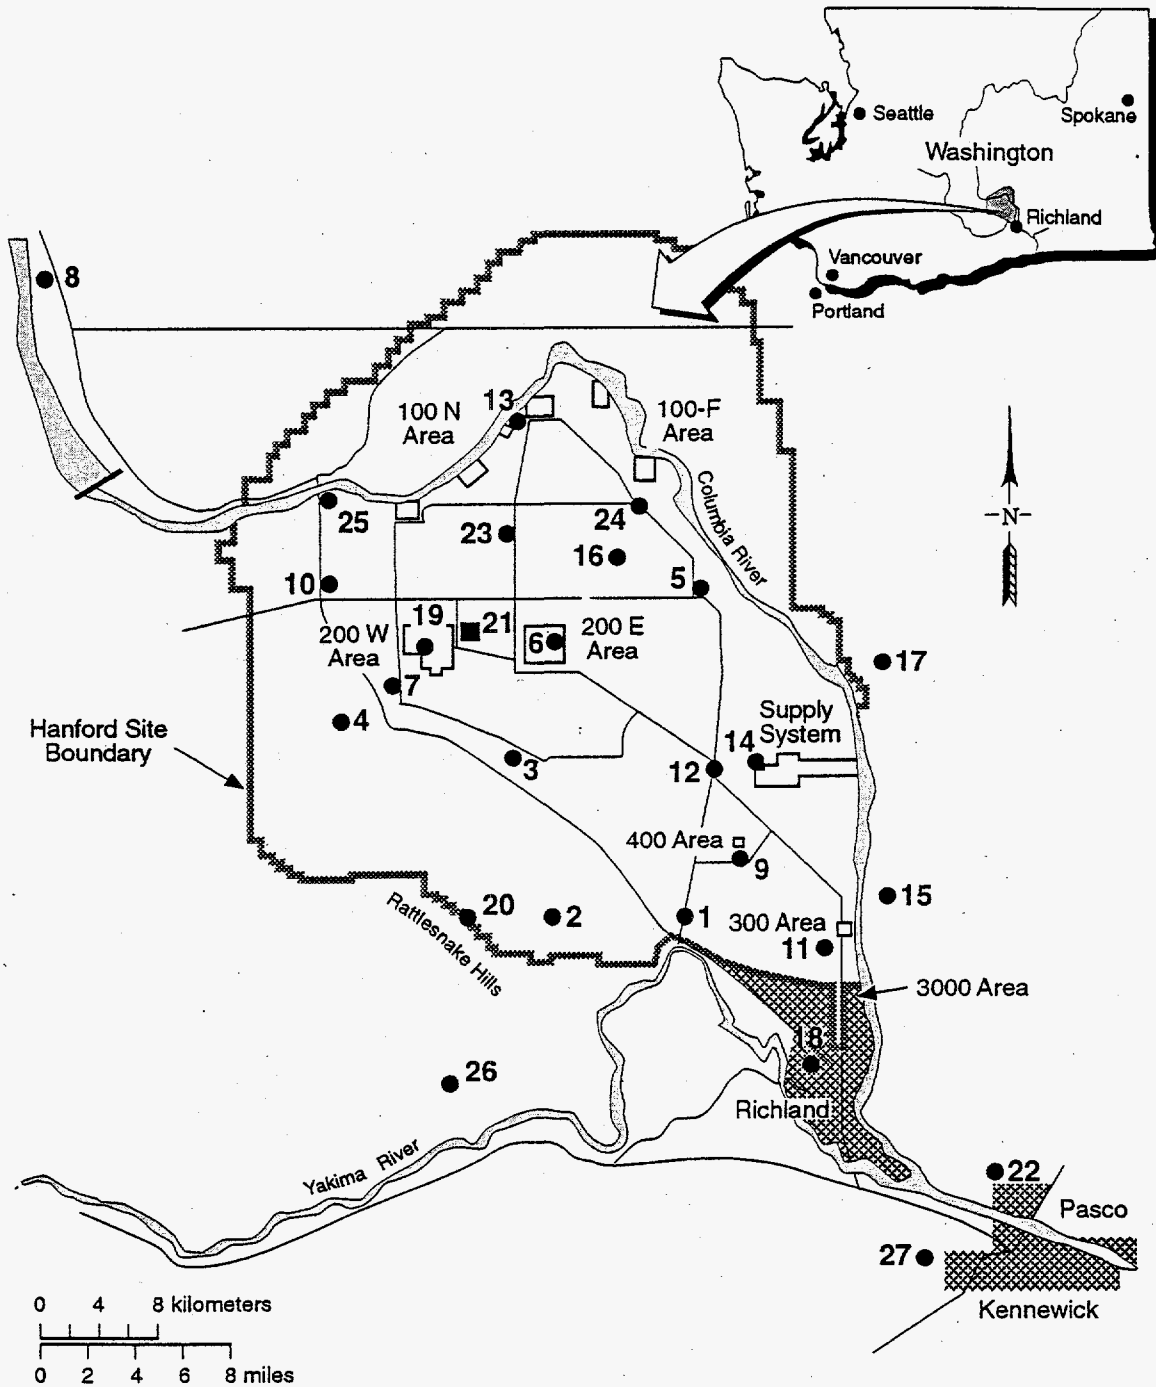 Seattle
Spokane
Washington
Richland
Vancouver
Portland
8
13
100 N
Area
100-F
Area
Columbia River
N
25
23
24
16
10
5
19
21
6
200 E
Area
200 W
Area
17
7
4
Hanford Site
Boundary
3
Supply
System
14
12
400 Area
9
15
20
2
1
300 Area
11
Rattlesnake Hills
3000 Area
18
26
Richland
Yakima River
22
Pasco
27
Kennewick
0 4 8 kilometers
0 2 4 6 8 miles